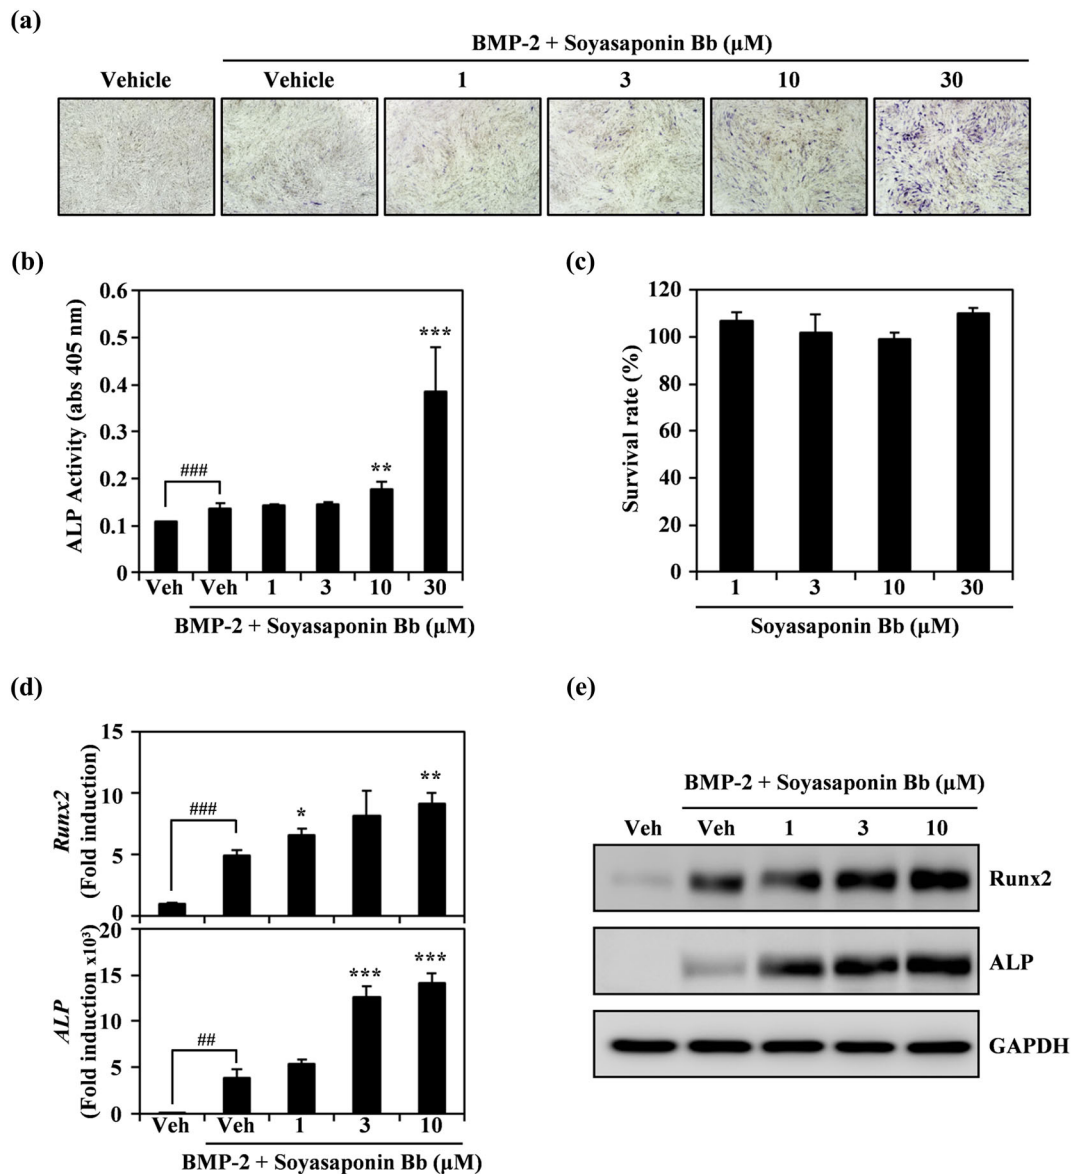 (a)
BMP-2 + Soyasaponin Bb (µM)
Vehicle Vehicle 1 3 10 30
(b)
ALP Activity (abs 405 nm)
0.6
0.5
0.4
0.3
0.2
0.1
0
###
**
***
Veh Veh 1 3 10 30
BMP-2 + Soyasaponin Bb (µM)
(c)
Survival rate (%)
120
100
80
60
40
20
0
1 3 10 30
Soyasaponin Bb (µM)
(d)
Runx2
(Fold induction)
15
10
5
0
###
*
**
ALP
(Fold induction x10³)
20
15
10
5
0
##
***
***
Veh Veh 1 3 10
BMP-2 + Soyasaponin Bb (µM)
(e)
BMP-2 + Soyasaponin Bb (µM)
Veh Veh 1 3 10
Runx2
ALP
GAPDH